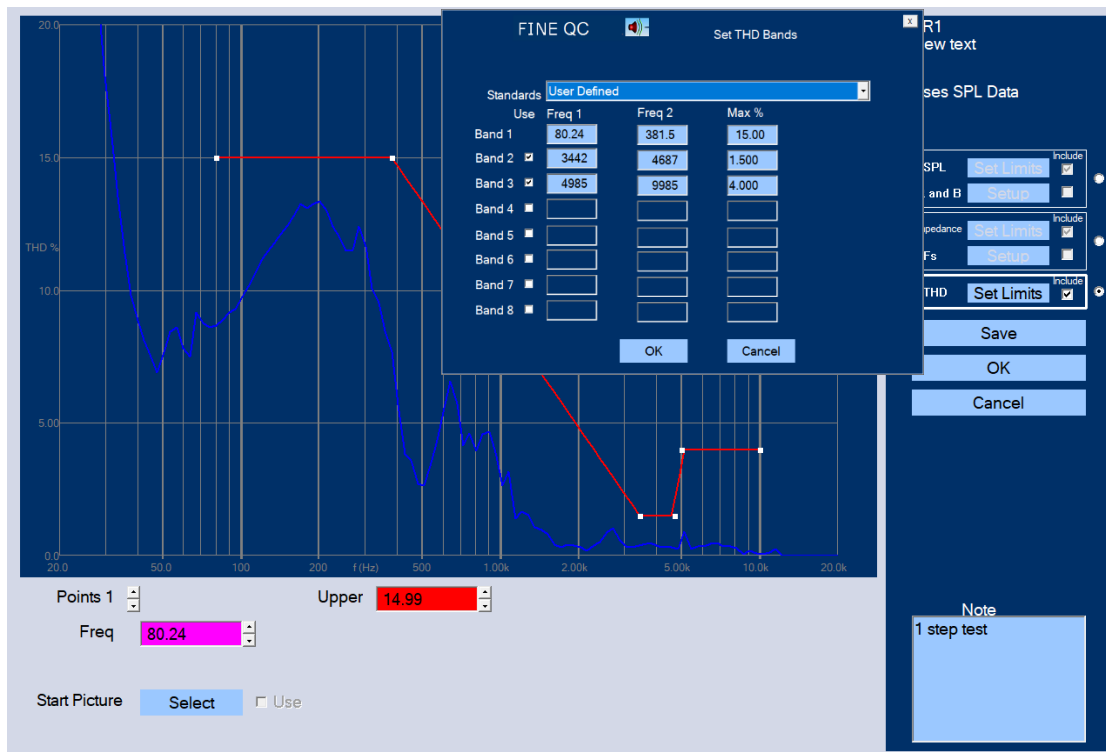 FINE QC
Set THD Bands
x
Standards User Defined
Use Freq 1 Freq 2 Max %
Band 1 80.24 381.5 15.00
Band 2 3442 4687 1.500
Band 3 4985 9985 4.000
Band 4
Band 5
Band 6
Band 7
Band 8
OK Cancel
20.0
15.0
THD %
10.0
5.00
0.0
20.0 50.0 100 200 f (Hz) 500 1.00k 2.00k 5.00k 10.0k 20.0k
R1
ew text
ses SPL Data
Include
SPL Set Limits
and B Setup
Include
mpedance Set Limits
Fs Setup
Include
THD Set Limits
Save
OK
Cancel
Points 1
Upper 14.99
Freq 80.24
Start Picture Select Use
Note
1 step test